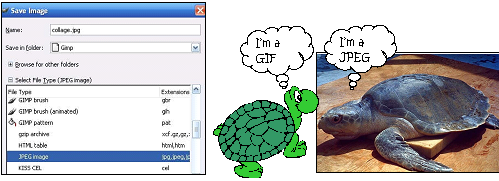 Save Image
Name: collage.jpg
Save in folder: Gimp
Browse for other folders
Select File Type (JPEG image)
File Type Extensions
GIMP brush gbr
GIMP brush (animated) gih
GIMP pattern pat
gzip archive xcf.gz,gz,
HTML table html,htm
JPEG image jpg,jpeg,j
KISS CEL cel
I'm a
GIF
I'm a
JPEG